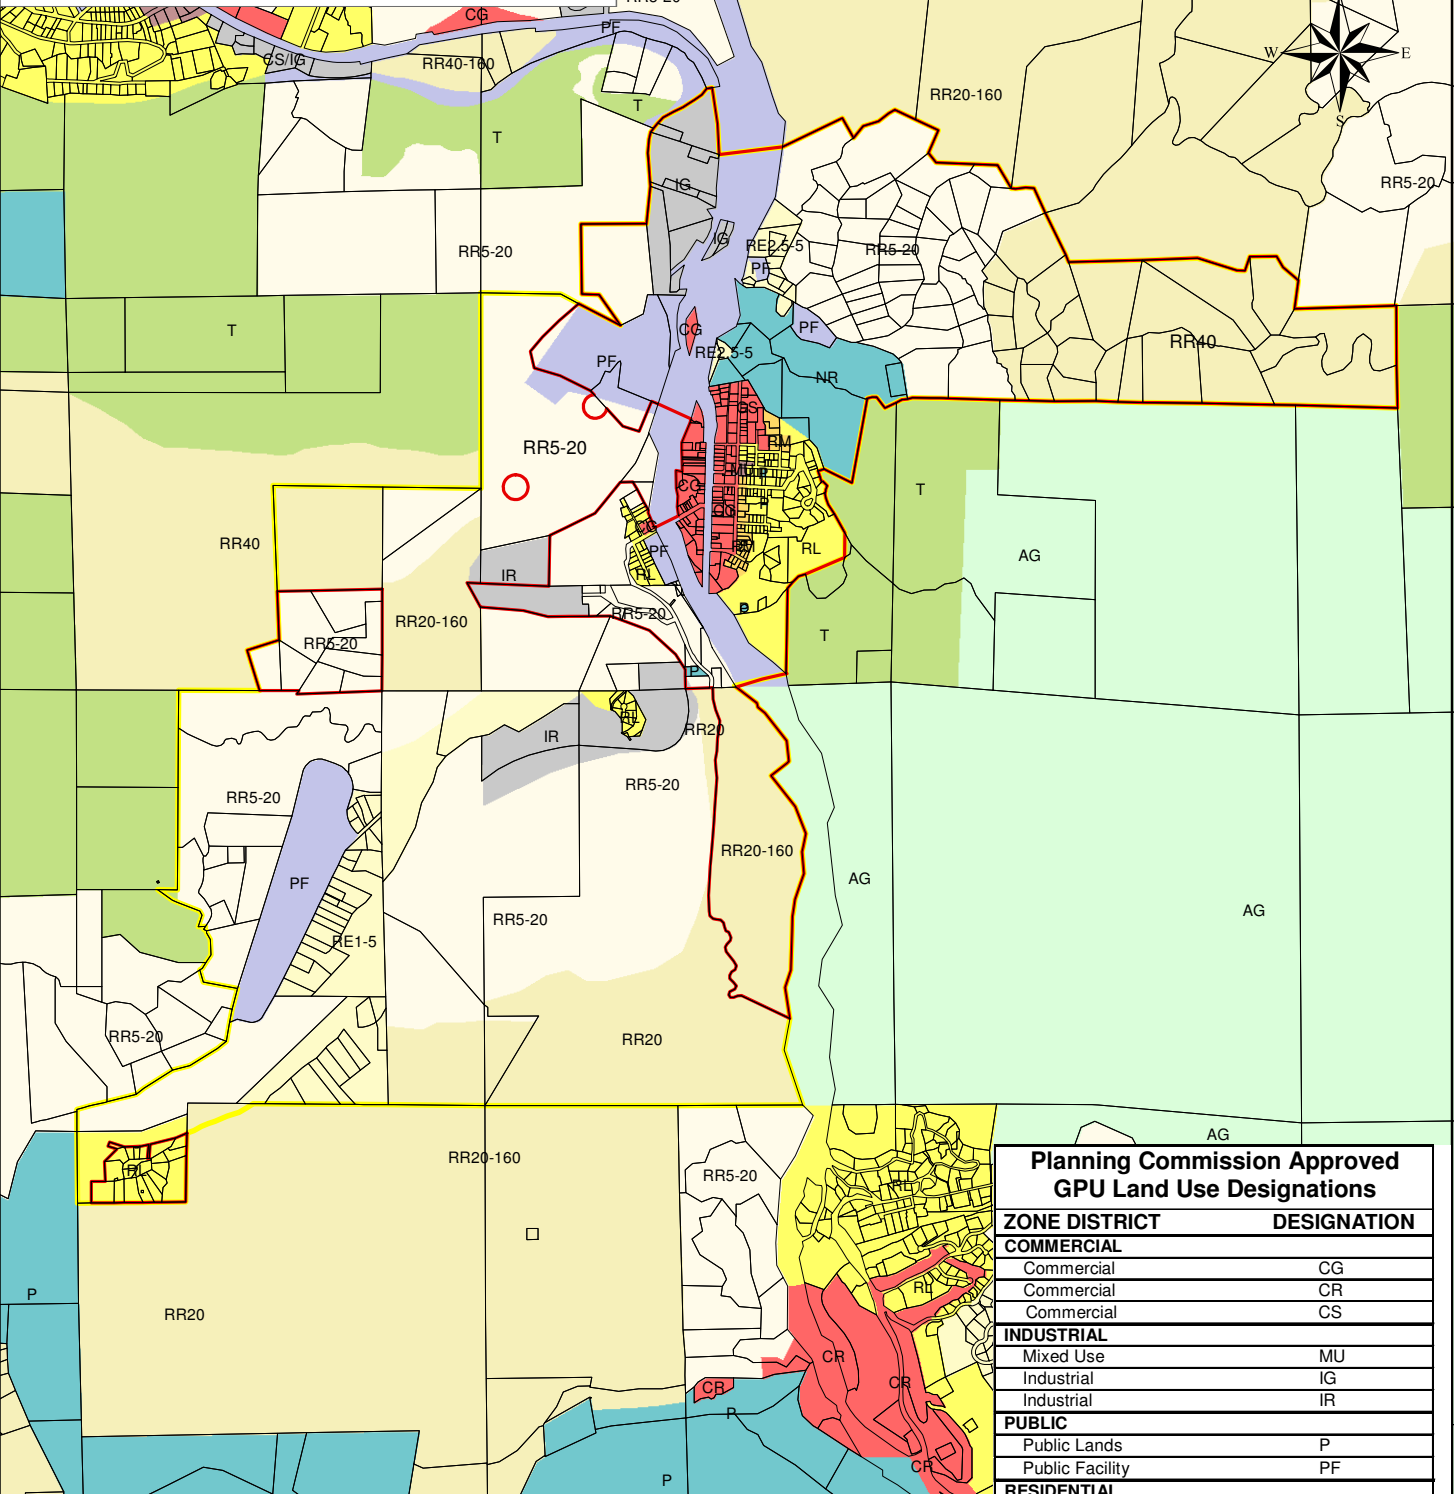 CG
PF
CS/IG
RR40-160
RR20-160
W
E
S
T
T
RR5-20
IG
IG
RE2.5-5
RR5-20
PF
RR5-20
T
CG
PF
RE2.5-5
PF
RR40
NR
CS
RR5-20
RM
CG
T
P
CG
PF
RL
AG
RR40
IR
RL
RR5-20
RR20-160
P
T
RR5-20
P
RL
RR20
IR
RR5-20
RR5-20
RR20-160
PF
AG
AG
RR5-20
RE1-5
RR5-20
RR20
AG
RR20-160
RL
RR5-20
RL
P
RR20
RL
CR
CR
CR
P
CR
P
Planning Commission Approved
GPU Land Use Designations
ZONE DISTRICT DESIGNATION
COMMERCIAL
Commercial CG
Commercial CR
Commercial CS
INDUSTRIAL
Mixed Use MU
Industrial IG
Industrial IR
PUBLIC
Public Lands P
Public Facility PF
RESIDENTIAL